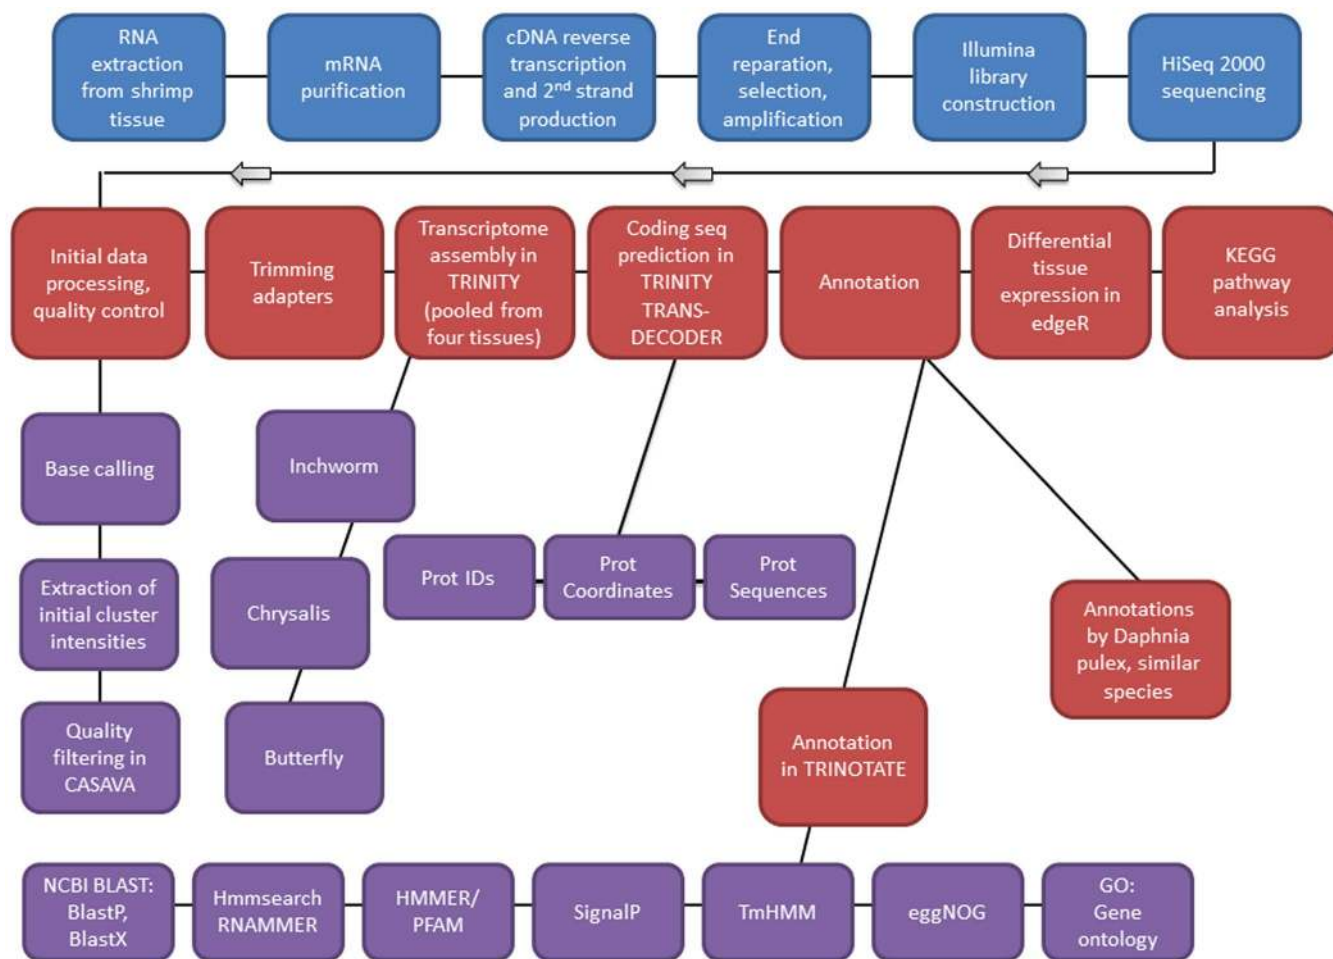 RNA
extraction
from shrimp
tissue
mRNA
purification
cDNA reverse
transcription
and 2nd strand
production
End
reparation,
selection,
amplification
Illumina
library
construction
HiSeq 2000
sequencing
Initial data
processing,
quality control
Trimming
adapters
Transcriptome
assembly in
TRINITY
(pooled from
four tissues)
Coding seq
prediction in
TRINITY
TRANS-
DECODER
Annotation
Differential
tissue
expression in
edgeR
KEGG
pathway
analysis
Base calling
Extraction of
initial cluster
intensities
Quality
filtering in
CASAVA
Inchworm
Chrysalis
Butterfly
Prot IDs
Prot
Coordinates
Prot
Sequences
Annotations
by Daphnia
pulex, similar
species
Annotation
in TRINOTATE
NCBI BLAST:
BlastP,
BlastX
Hmmsearch
RNAMMER
HMMER/
PFAM
SignalP
TmHMM
eggNOG
GO:
Gene
ontology